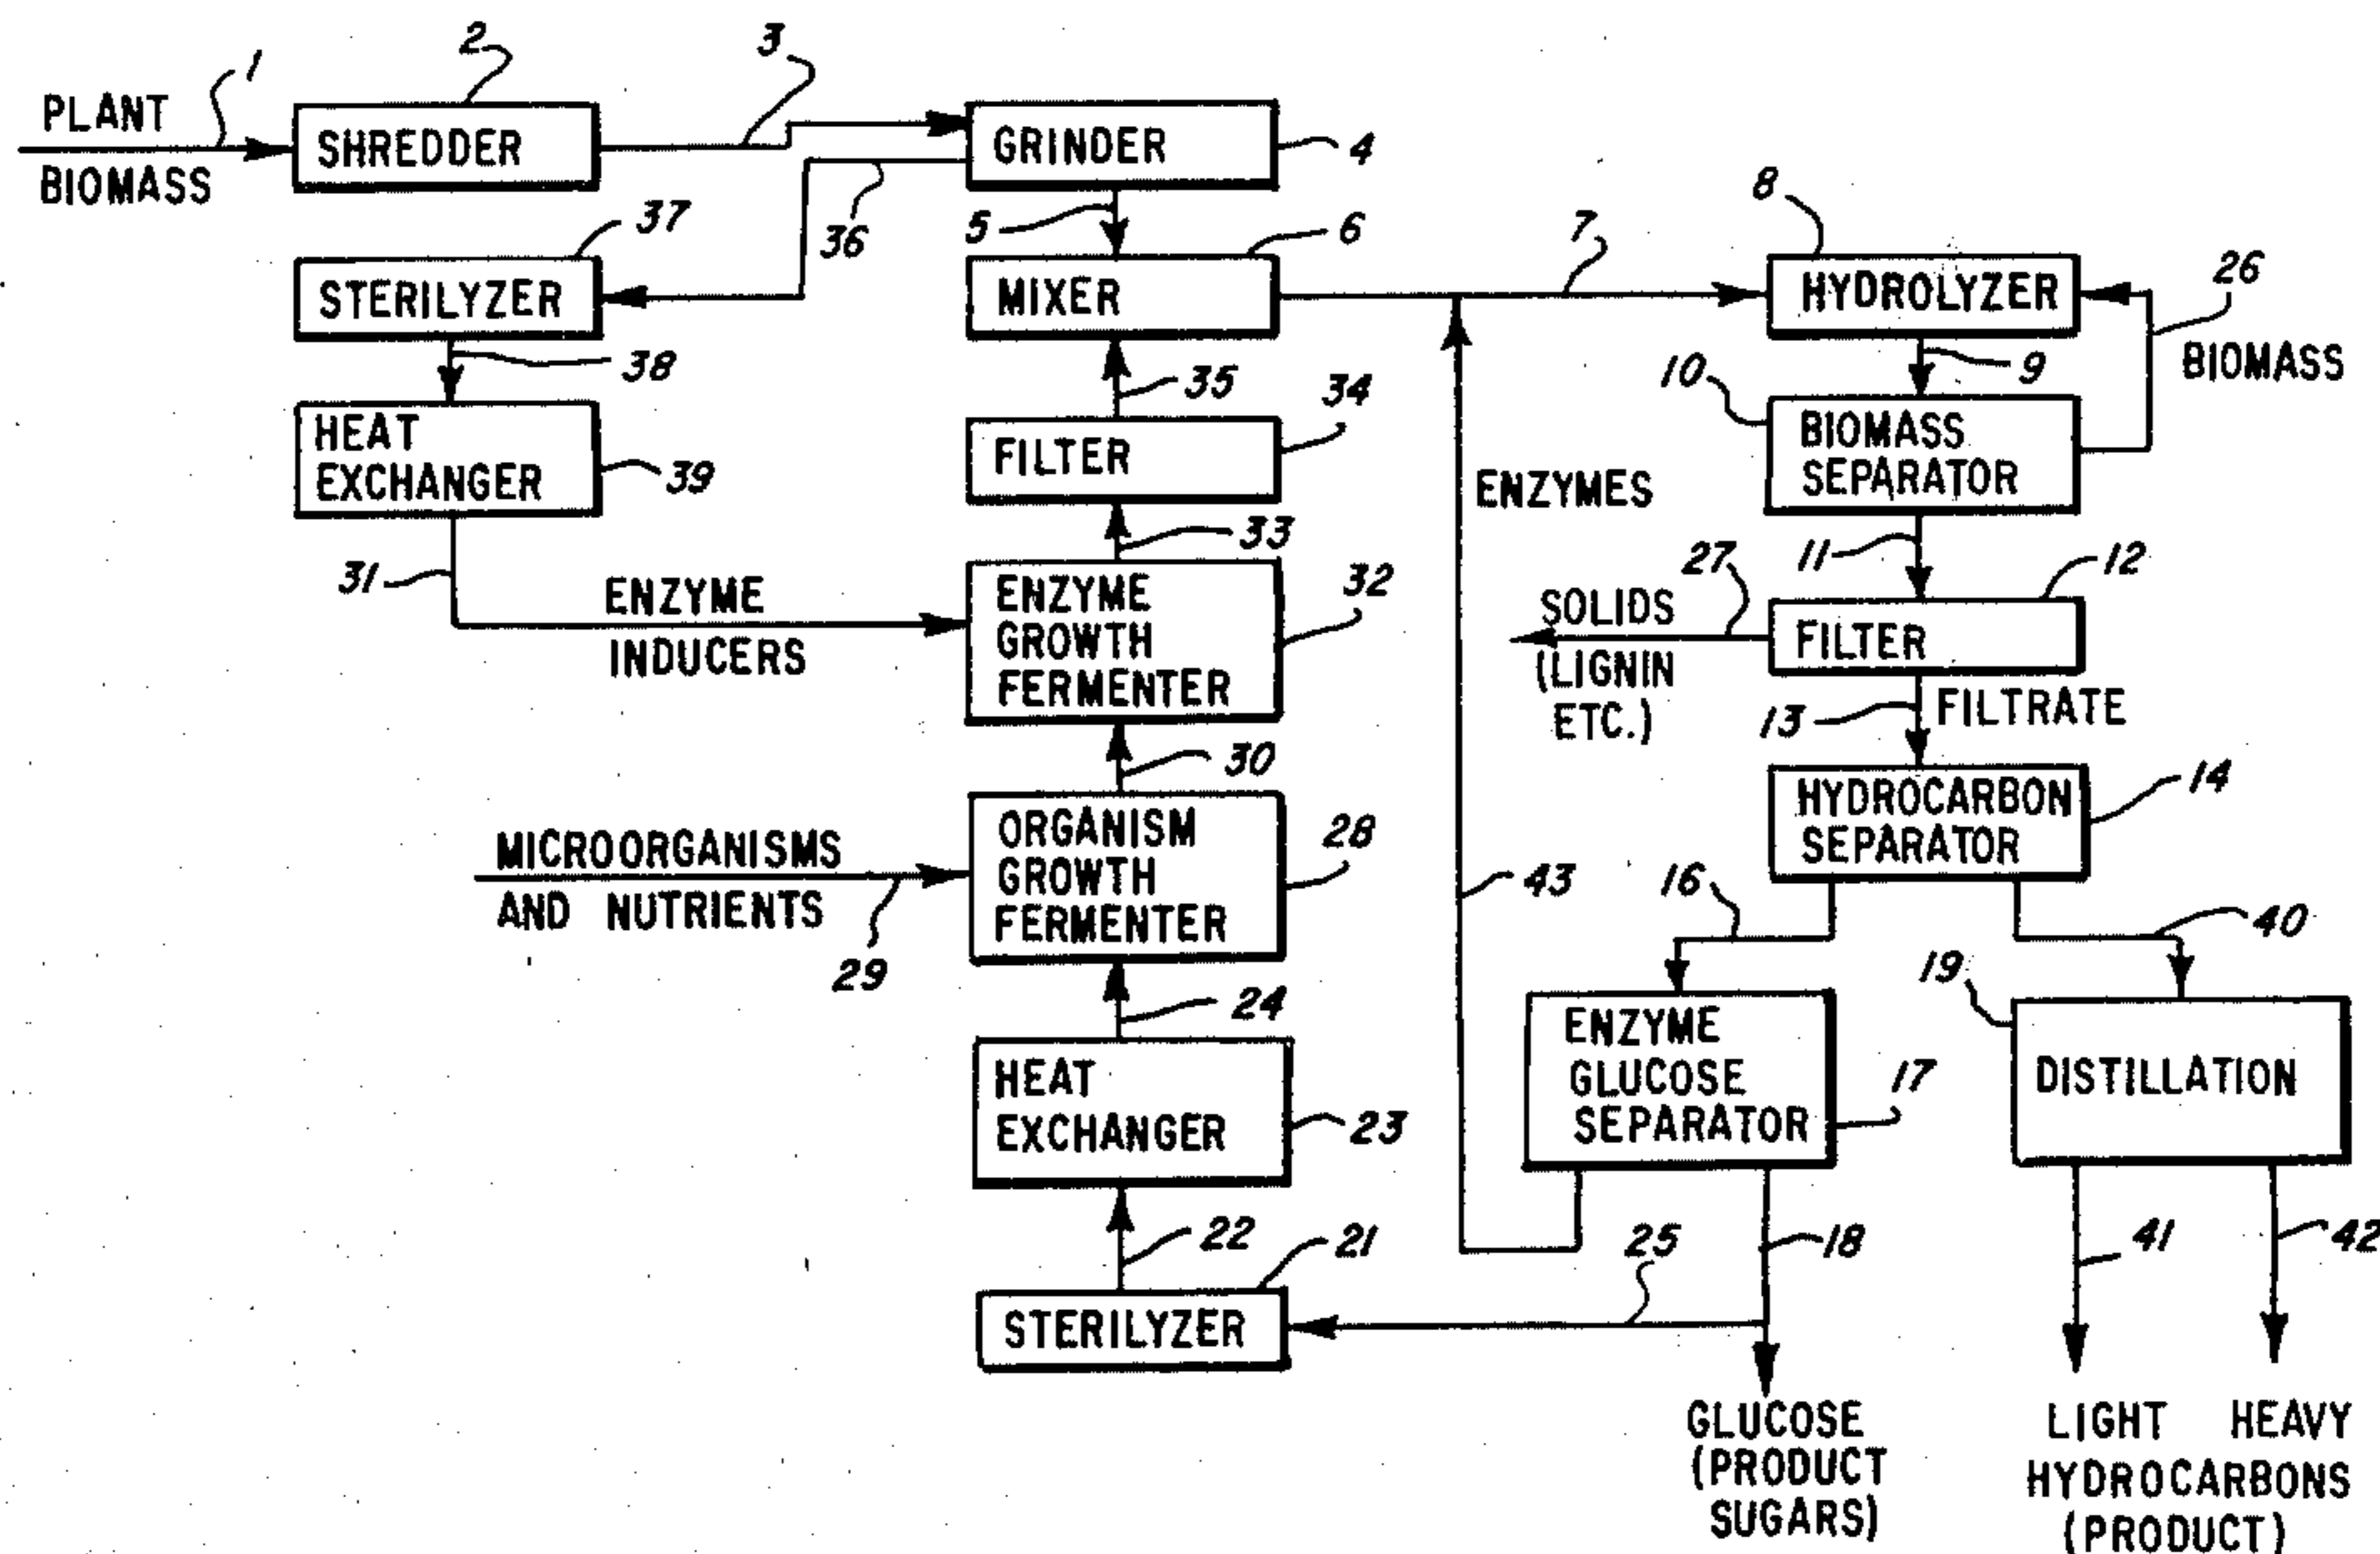 1
2
3
PLANT
BIOMASS
SHREDDER
GRINDER
4
36
5
37
STERILYZER
MIXER
6
7
8
HYDROLYZER
26
BIOMASS
38
HEAT
EXCHANGER
39
35
FILTER
34
9
10
BIOMASS
SEPARATOR
ENZYMES
33
31
ENZYME
INDUCERS
ENZYME
GROWTH
FERMENTER
32
11
27
SOLIDS
(LIGNIN
ETC.)
12
FILTER
13
FILTRATE
30
MICROORGANISMS
AND NUTRIENTS
29
ORGANISM
GROWTH
FERMENTER
28
HYDROCARBON
SEPARATOR
14
43
16
40
24
HEAT
EXCHANGER
23
ENZYME
GLUCOSE
SEPARATOR
17
19
DISTILLATION
22
21
STERILYZER
25
18
41
42
GLUCOSE
(PRODUCT
SUGARS)
LIGHT HEAVY
HYDROCARBONS
(PRODUCT)